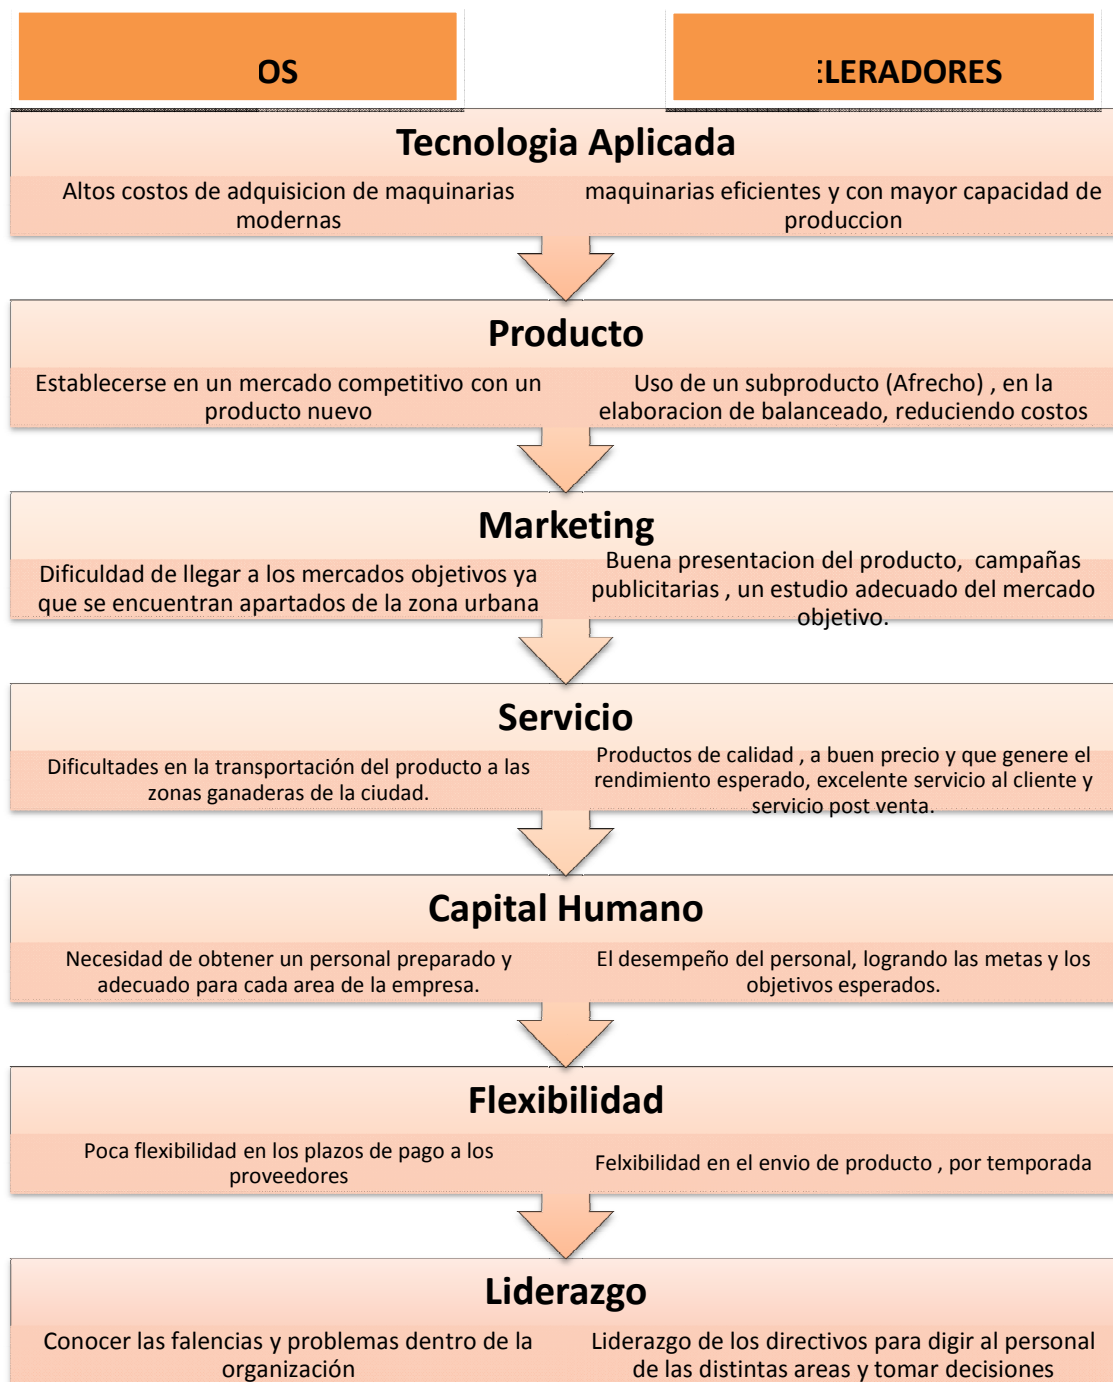 OS
ELERADORES
Tecnologia Aplicada
Altos costos de adquisicion de maquinarias
modernas
maquinarias eficientes y con mayor capacidad de
produccion
Producto
Establecerse en un mercado competitivo con un
producto nuevo
Uso de un subproducto (Afrecho) , en la
elaboracion de balanceado, reduciendo costos
Marketing
Dificuldad de llegar a los mercados objetivos ya
que se encuentran apartados de la zona urbana
Buena presentacion del producto, campañas
publicitarias , un estudio adecuado del mercado
objetivo.
Servicio
Dificultades en la transportación del producto a las
zonas ganaderas de la ciudad.
Productos de calidad , a buen precio y que genere el
rendimiento esperado, excelente servicio al cliente y
servicio post venta.
Capital Humano
Necesidad de obtener un personal preparado y
adecuado para cada area de la empresa.
El desempeño del personal, logrando las metas y los
objetivos esperados.
Flexibilidad
Poca flexibilidad en los plazos de pago a los
proveedores
Felxibilidad en el envio de producto , por temporada
Liderazgo
Conocer las falencias y problemas dentro de la
organización
Liderazgo de los directivos para digir al personal
de las distintas areas y tomar decisiones